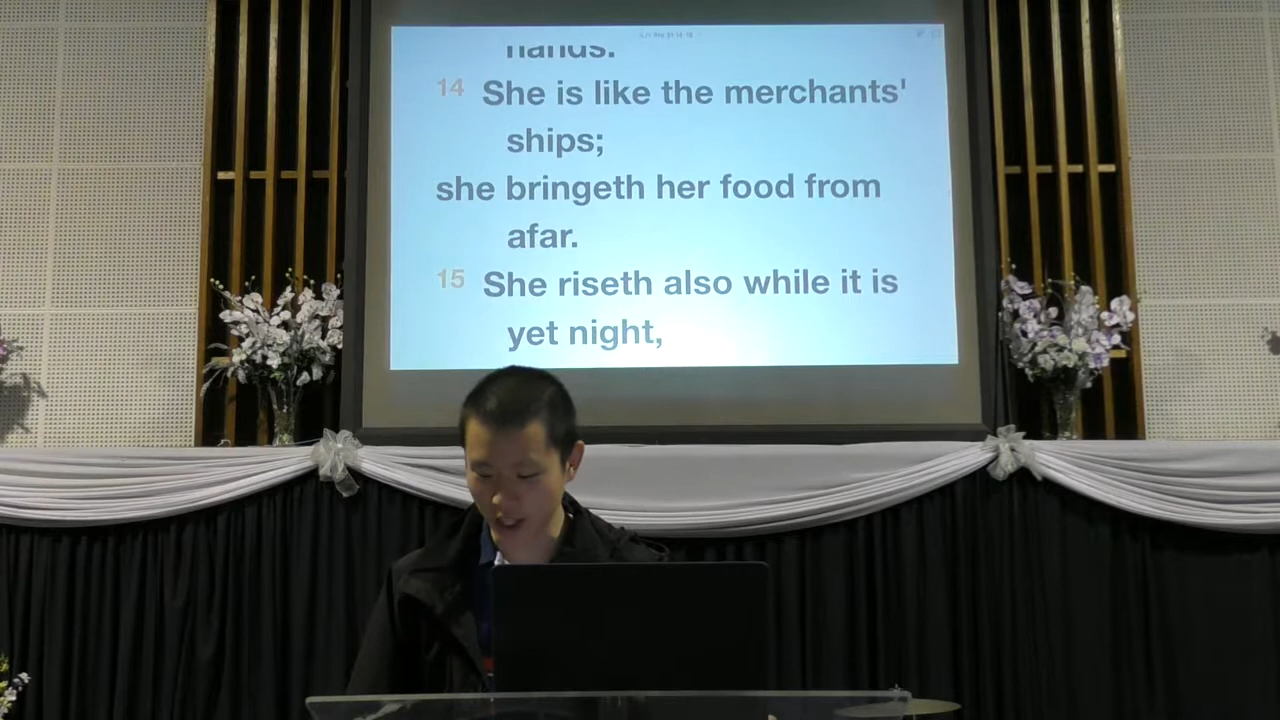 hands.
14 She is like the merchants'
ships;
she bringeth her food from
afar.
15 She riseth also while it is
yet night,